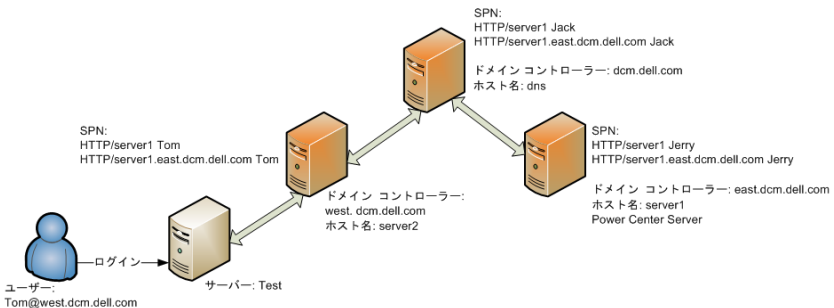 SPN:
HTTP/server1 Jack
HTTP/server1.east.dcm.dell.com Jack
ドメイン コントローラー: dcm.dell.com
ホスト名: dns
SPN:
HTTP/server1 Tom
HTTP/server1.east.dcm.dell.com Tom
SPN:
HTTP/server1 Jerry
HTTP/server1.east.dcm.dell.com Jerry
ドメイン コントローラー:
west. dcm.dell.com
ホスト名: server2
ドメイン コントローラー: east.dcm.dell.com
ホスト名: server1
Power Center Server
ログイン
サーバー: Test
ユーザー:
Tom@west.dcm.dell.com